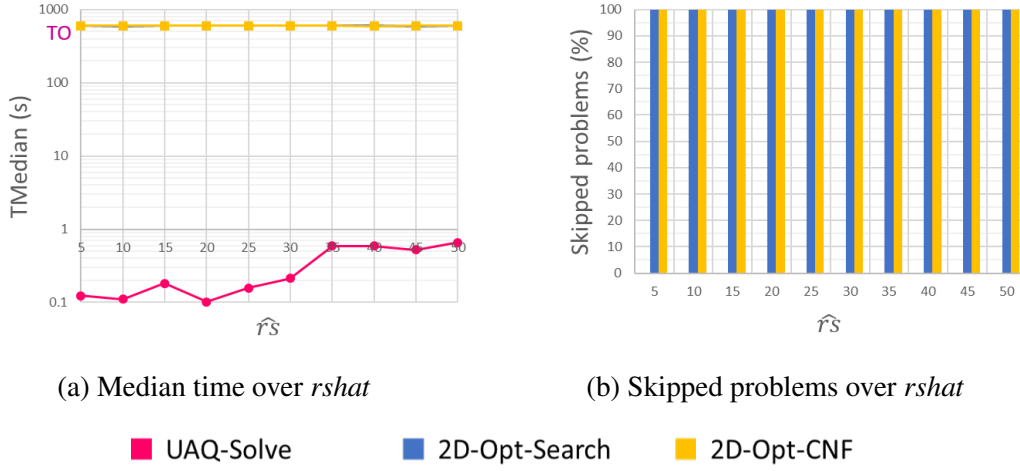 1000
TO
100
10
1
0.1
TMedian (s)
5 10 15 20 25 30 35 40 45 50
r̂s
100
90
80
70
60
50
40
30
20
10
0
Skipped problems (%)
5 10 15 20 25 30 35 40 45 50
r̂s
(a) Median time over rshat
(b) Skipped problems over rshat
UAQ-Solve 2D-Opt-Search 2D-Opt-CNF